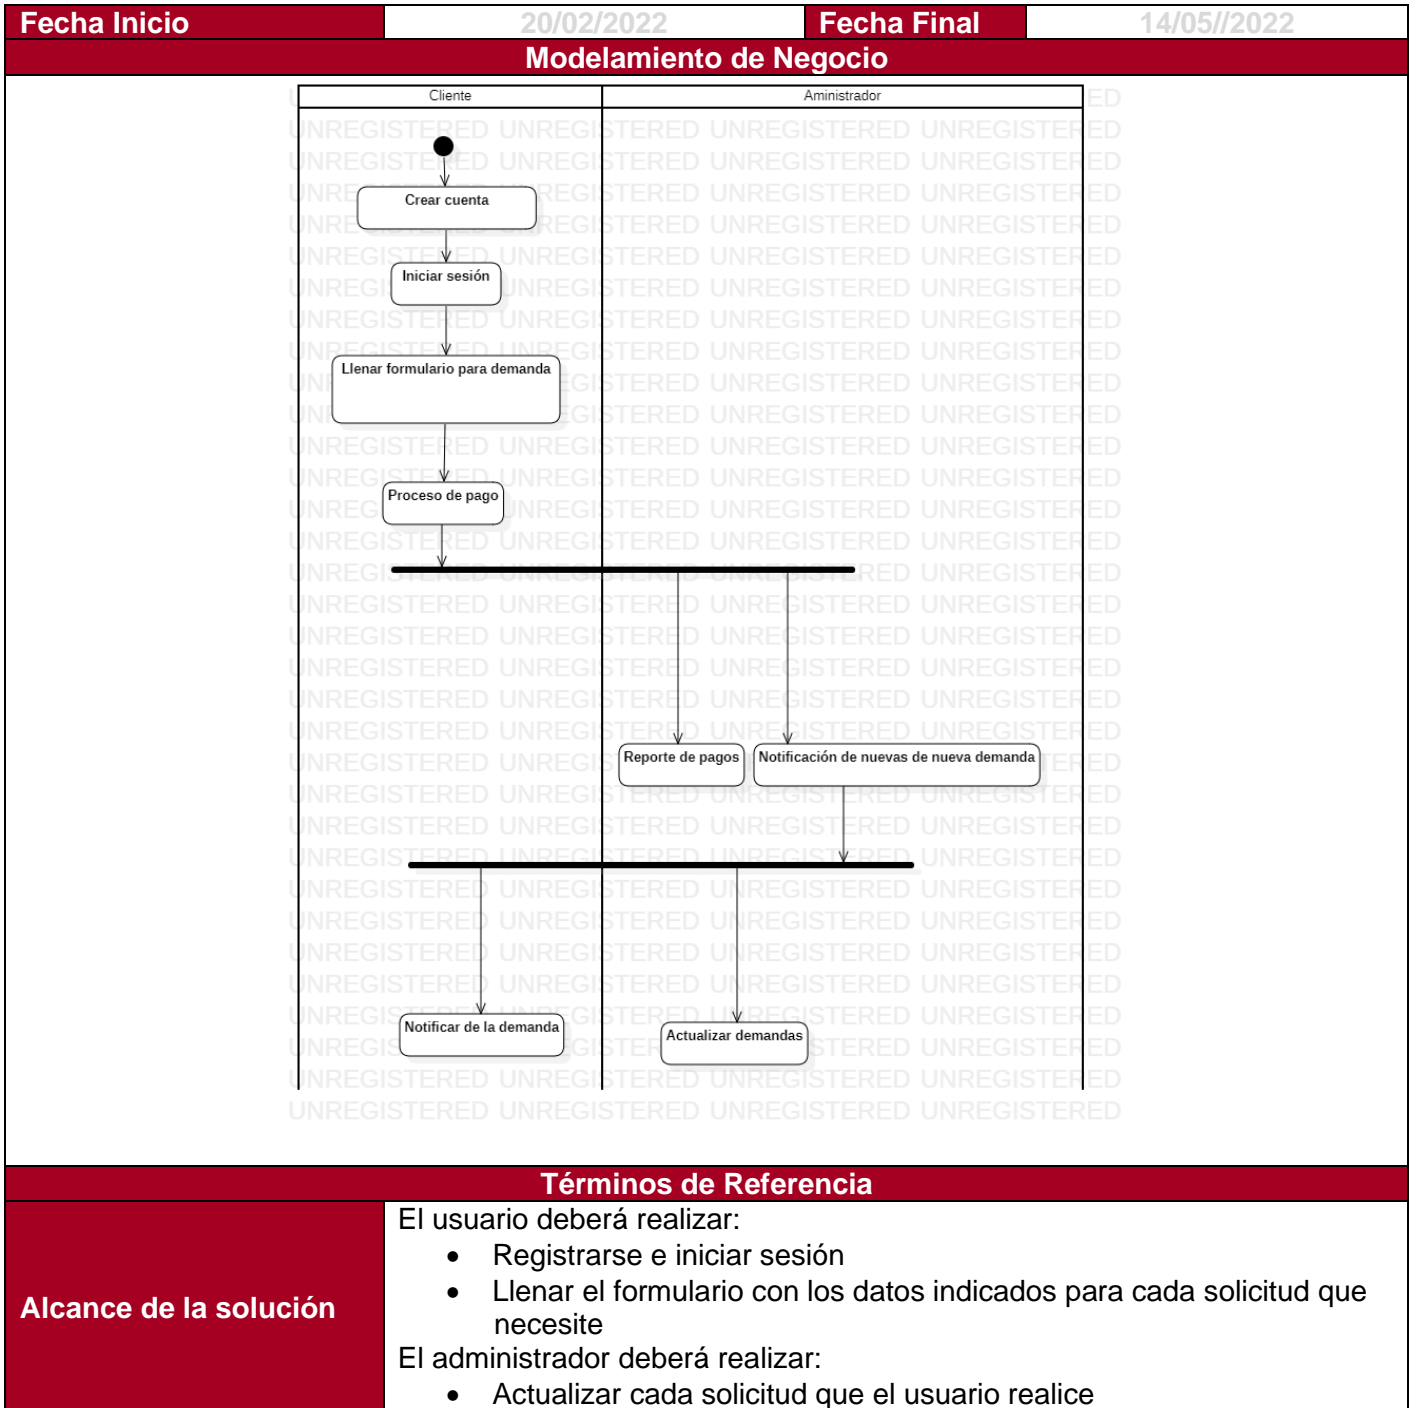 Fecha Inicio 20/02/2022 Fecha Final 14/05//2022
Modelamiento de Negocio
Cliente Aministrador
Crear cuenta
Iniciar sesión
Llenar formulario para demanda
Proceso de pago
Reporte de pagos Notificación de nuevas de nueva demanda
Notificar de la demanda
Actualizar demandas
UNREGISTERED UNREGISTERED UNREGISTERED UNREGISTERED
Términos de Referencia
Alcance de la solución
El usuario deberá realizar:
• Registrarse e iniciar sesión
• Llenar el formulario con los datos indicados para cada solicitud que
necesite
El administrador deberá realizar:
• Actualizar cada solicitud que el usuario realice